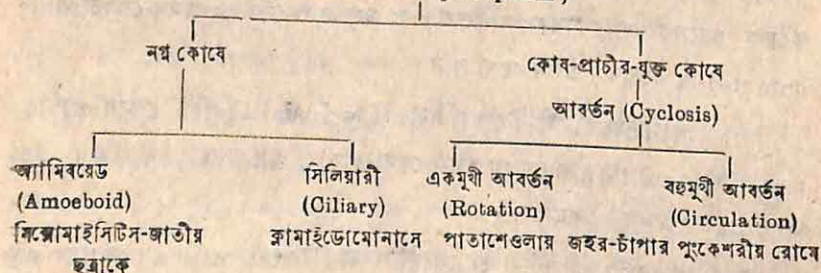 নগ্ন কোষে
কোষ-প্রাচীর-যুক্ত কোষে
আবর্তন (Cyclosis)
অ্যামিবয়েড সিলিয়ারী একমুখী আবর্তন বহুমুখী আবর্তন
(Amoeboid) (Ciliary) (Rotation) (Circulation)
মিক্সোমাইসিটিস-জাতীয় ক্লামাইডোমোনাসে পাতাশেওলায় জহর-চাঁপার পুংকেশরীয় রোমে
ছত্রাকে